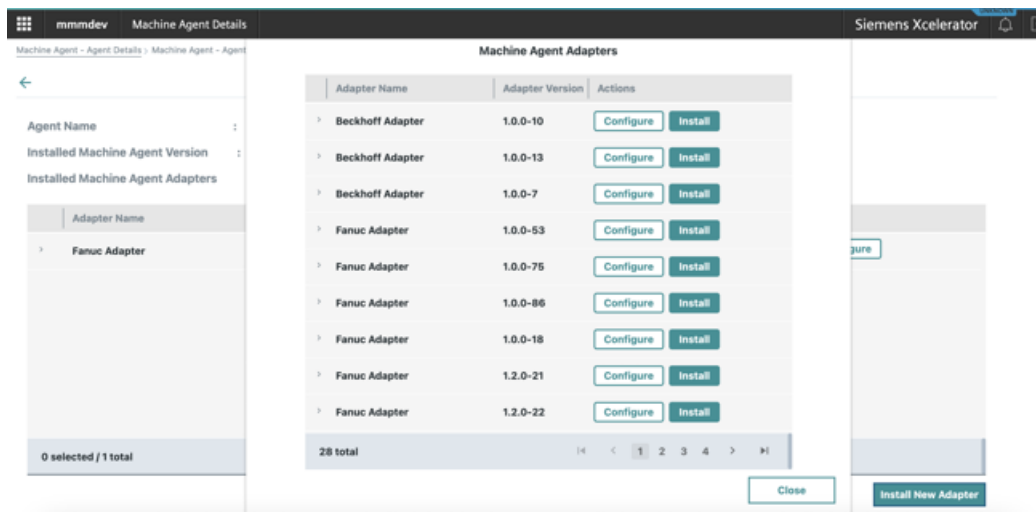 mmmdev Machine Agent Details Siemens Xcelerator
Machine Agent - Agent Details > Machine Agent - Agent
Agent Name :
Installed Machine Agent Version :
Installed Machine Agent Adapters
Adapter Name
Fanuc Adapter
gure
0 selected / 1 total
Install New Adapter
Machine Agent Adapters
Adapter Name Adapter Version Actions
Beckhoff Adapter 1.0.0-10 Configure Install
Beckhoff Adapter 1.0.0-13 Configure Install
Beckhoff Adapter 1.0.0-7 Configure Install
Fanuc Adapter 1.0.0-53 Configure Install
Fanuc Adapter 1.0.0-75 Configure Install
Fanuc Adapter 1.0.0-86 Configure Install
Fanuc Adapter 1.0.0-18 Configure Install
Fanuc Adapter 1.2.0-21 Configure Install
Fanuc Adapter 1.2.0-22 Configure Install
28 total 1 2 3 4
Close